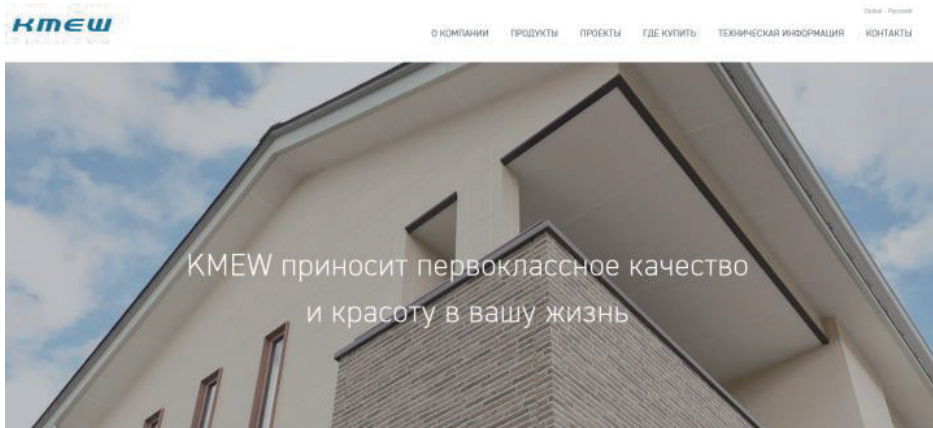 Global - Русский
KMEW
О КОМПАНИИ ПРОДУКТЫ ПРОЕКТЫ ГДЕ КУПИТЬ ТЕХНИЧЕСКАЯ ИНФОРМАЦИЯ КОНТАКТЫ
KMEW приносит первоклассное качество
и красоту в вашу жизнь